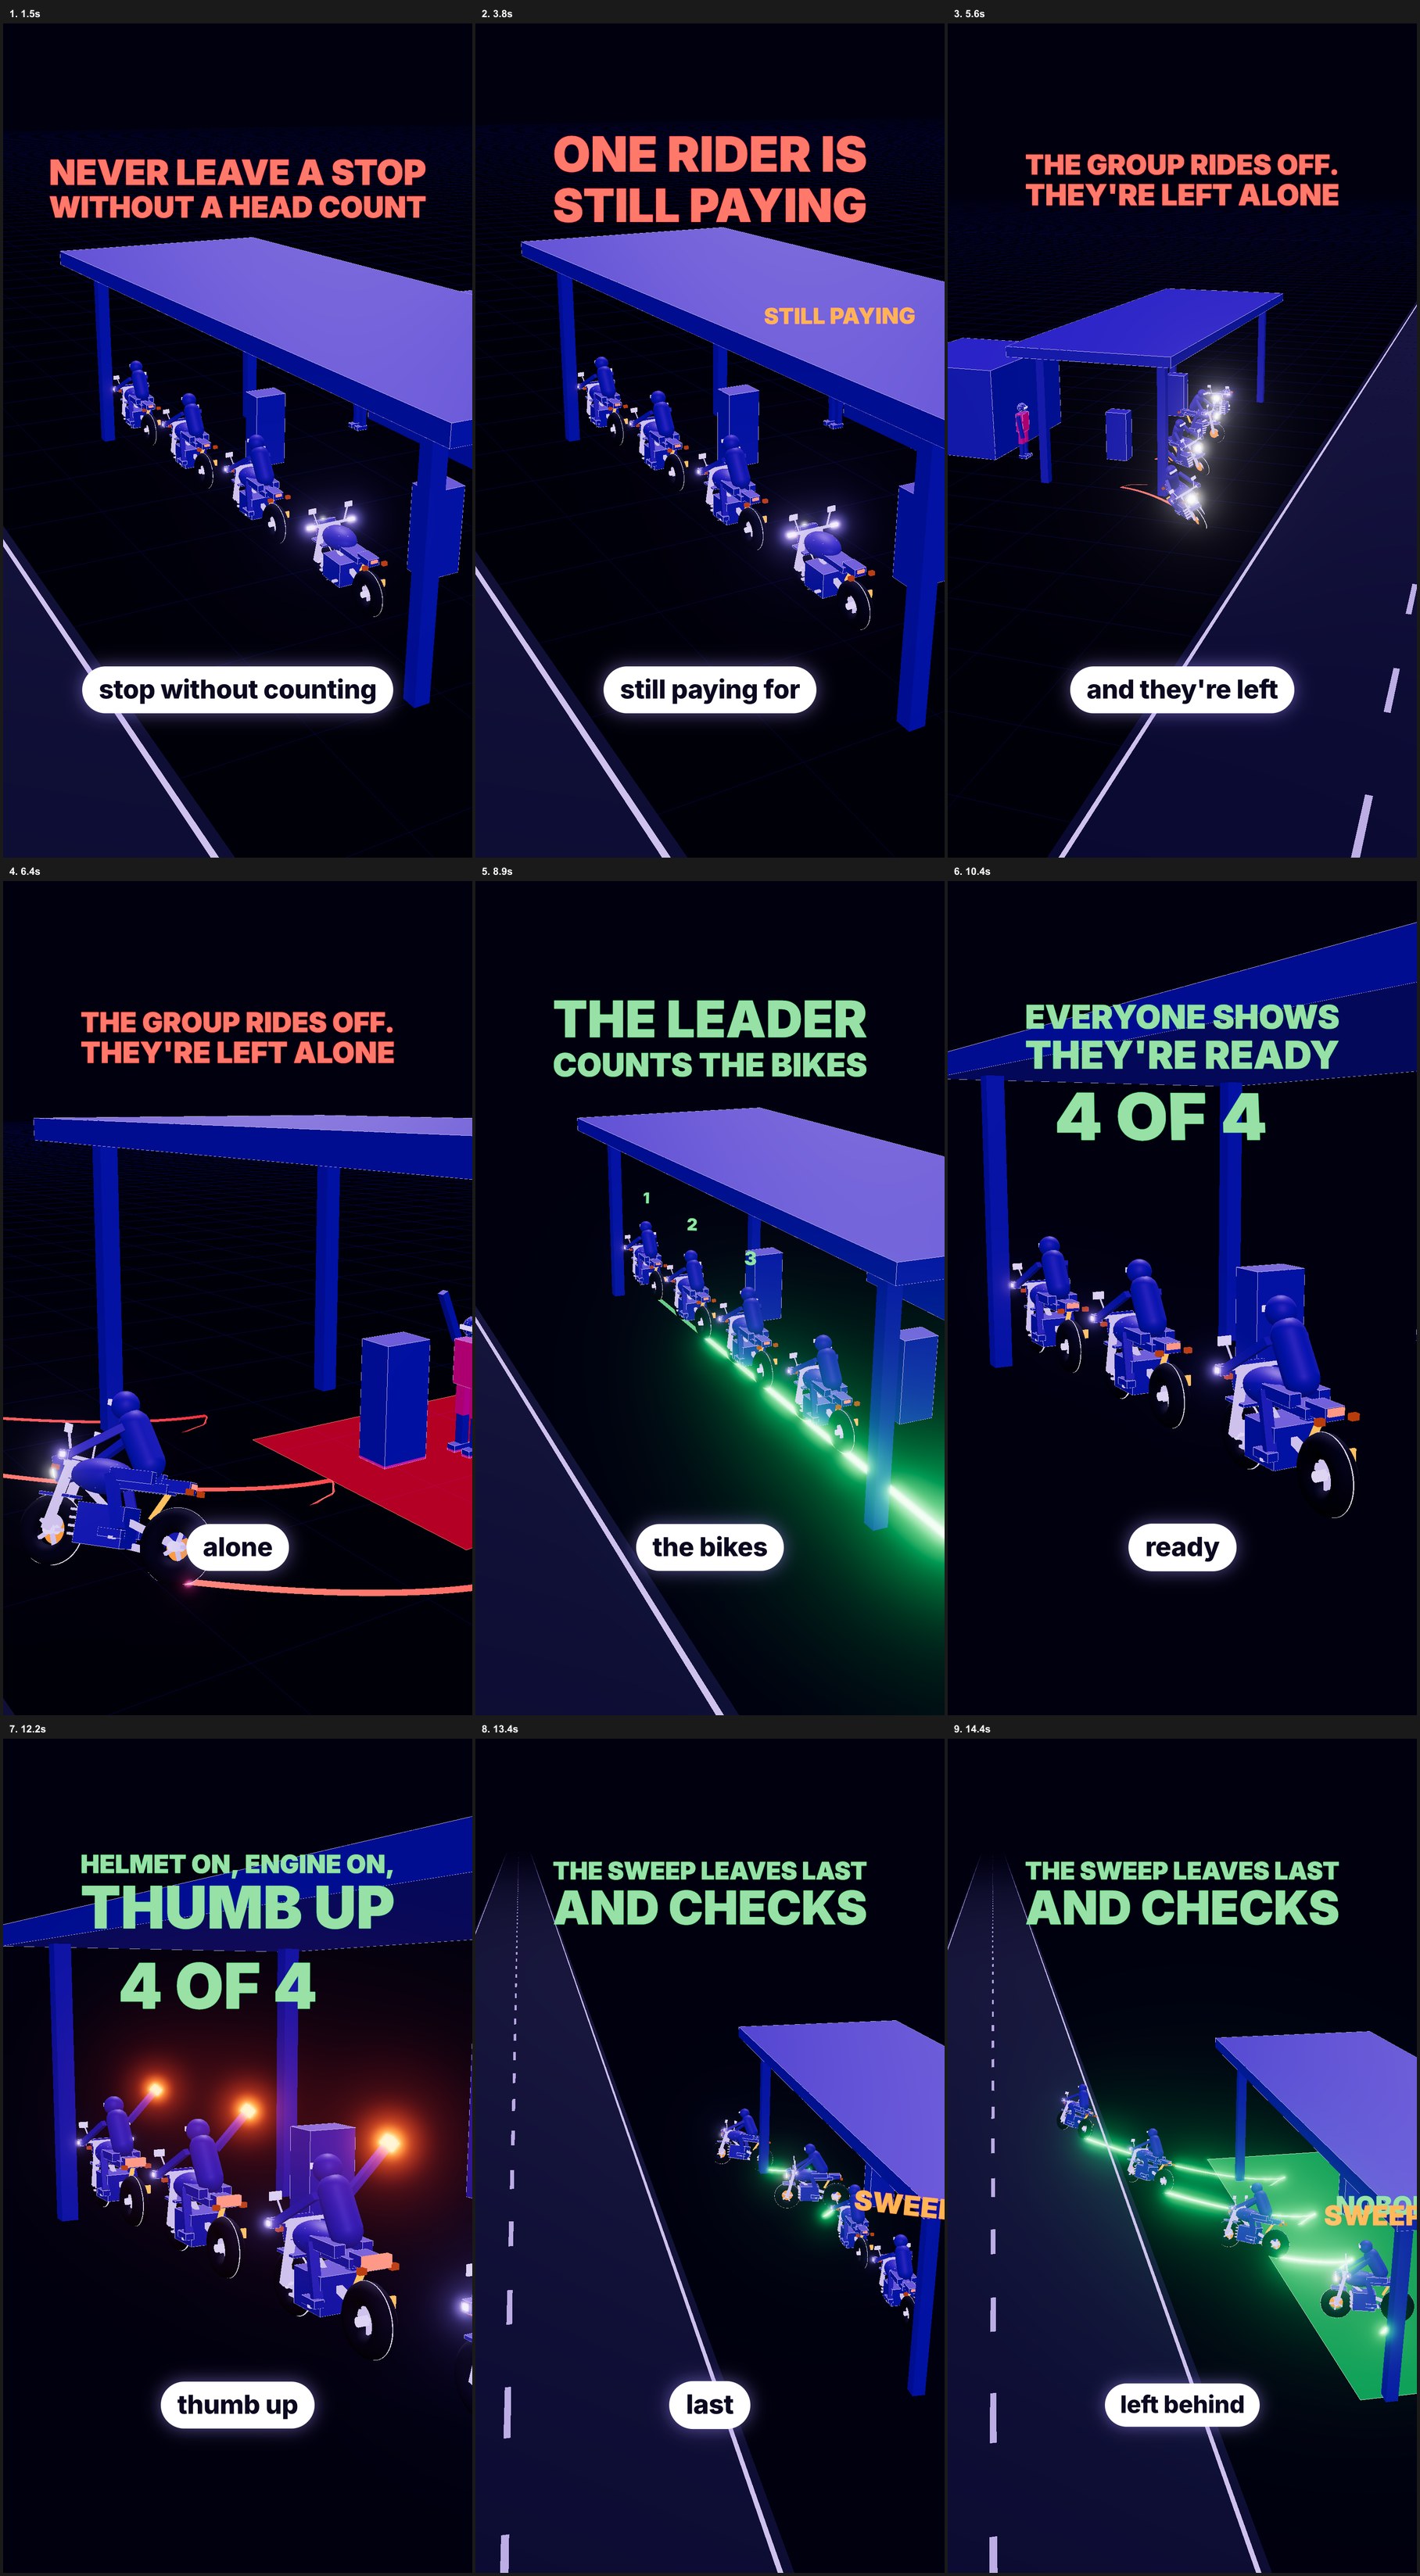 1. 1.5s
NEVER LEAVE A STOP
WITHOUT A HEAD COUNT
stop without counting
2. 3.8s
ONE RIDER IS
STILL PAYING
STILL PAYING
still paying for
3. 5.6s
THE GROUP RIDES OFF.
THEY'RE LEFT ALONE
and they're left
4. 6.4s
THE GROUP RIDES OFF.
THEY'RE LEFT ALONE
alone
5. 8.9s
THE LEADER
COUNTS THE BIKES
1
2
3
the bikes
6. 10.4s
EVERYONE SHOWS
THEY'RE READY
4 OF 4
ready
7. 12.2s
HELMET ON, ENGINE ON,
THUMB UP
4 OF 4
thumb up
8. 13.4s
THE SWEEP LEAVES LAST
AND CHECKS
SWEEP
last
9. 14.4s
THE SWEEP LEAVES LAST
AND CHECKS
SWEEP
left behind